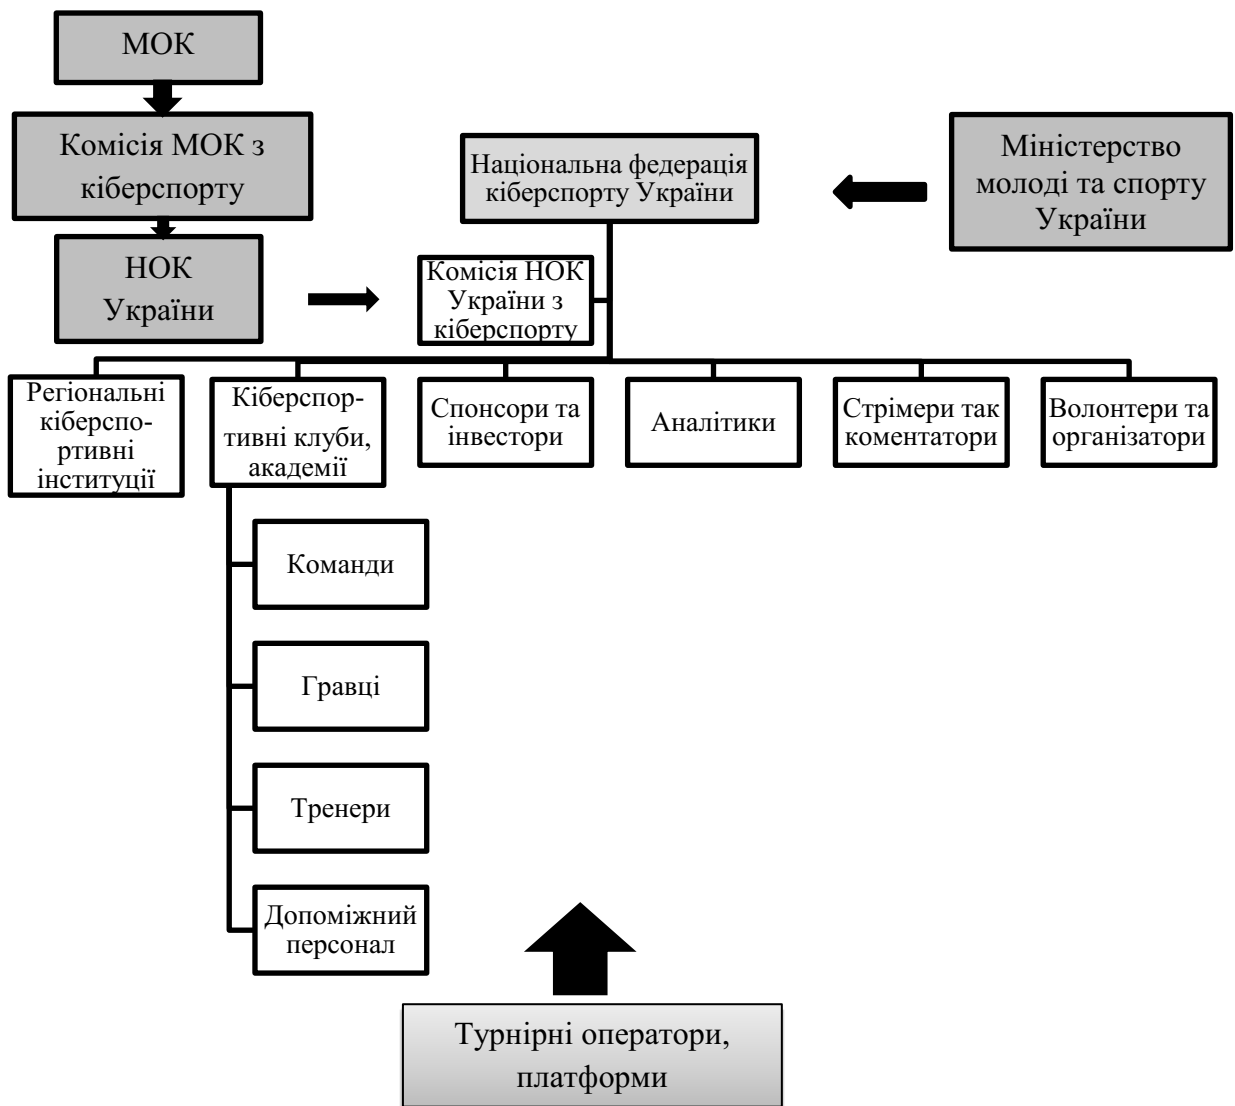 МОК
Комісія МОК з
кіберспорту
НОК
України
Національна федерація
кіберспорту України
Міністерство
молоді та спорту
України
Комісія НОК
України з
кіберспорту
Регіональні
кіберспо-
ртивні
інституції
Кіберспор-
тивні клуби,
академії
Спонсори та
інвестори
Аналітики
Стрімери так
коментатори
Волонтери та
організатори
Команди
Гравці
Тренери
Допоміжний
персонал
Турнірні оператори,
платформи